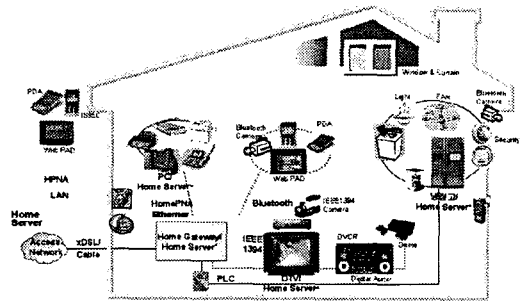 Window & Curtain
PDA
Web PAD
HPNA
LAN
Home
Server
Access
Network
xDSL/
Cable
PC
Home Server
HomePNA
Ethernet
Home Gateway/
Home Server
PLC
Bluetooth
Camera
PDA
Web PAD
Bluetooth
IEEE1394
Camera
IEEE
1394
DTV/
Home Server
DVCR
Digital Audio
Light
FAN
Bluetooth
Camera
Security
Home Server